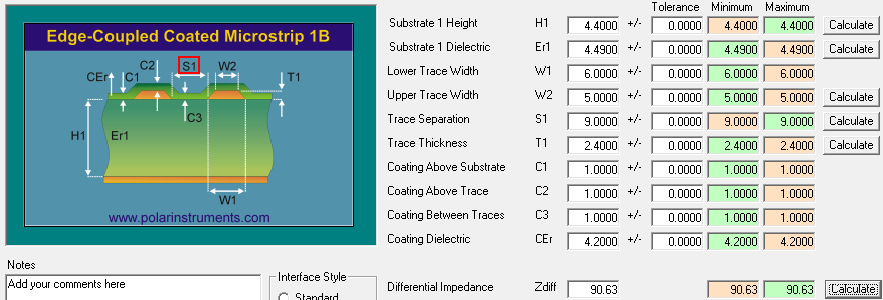 Tolerance Minimum Maximum
Edge-Coupled Coated Microstrip 1B
Substrate 1 Height H1 4.4000 +/- 0.0000 4.4000 4.4000 Calculate
Substrate 1 Dielectric Er1 4.4900 +/- 0.0000 4.4900 4.4900 Calculate
Lower Trace Width W1 6.0000 +/- 0.0000 6.0000 6.0000
Upper Trace Width W2 5.0000 +/- 0.0000 5.0000 5.0000 Calculate
Trace Separation S1 9.0000 +/- 0.0000 9.0000 9.0000 Calculate
Trace Thickness T1 2.4000 +/- 0.0000 2.4000 2.4000 Calculate
Coating Above Substrate C1 1.0000 +/- 0.0000 1.0000 1.0000
Coating Above Trace C2 1.0000 +/- 0.0000 1.0000 1.0000
Coating Between Traces C3 1.0000 +/- 0.0000 1.0000 1.0000
Coating Dielectric CEr 4.2000 +/- 0.0000 4.2000 4.2000
C2 S1 W2
CEr C1 T1
C3
H1 Er1
W1
www.polarinstruments.com
Notes
Add your comments here
Interface Style
Standard
Differential Impedance Zdiff 90.63 90.63 90.63 Calculate